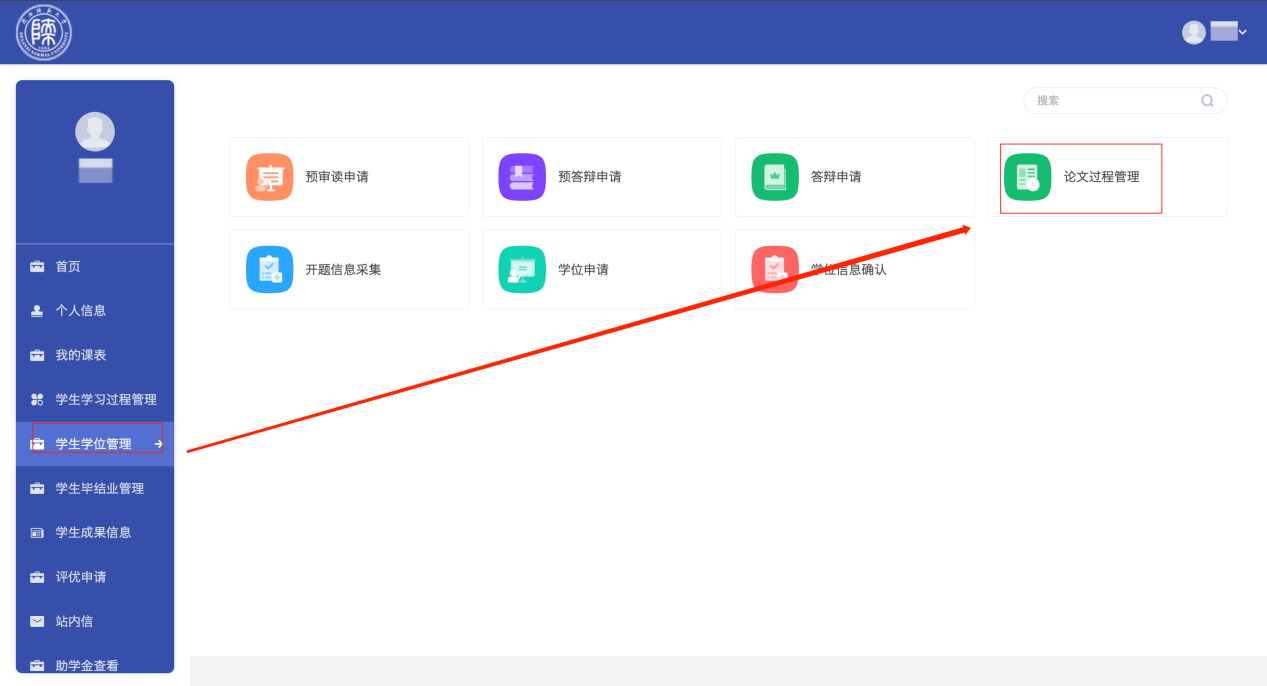 搜索
预审读申请
预答辩申请
答辩申请
论文过程管理
开题信息采集
学位申请
学位信息确认
首页
个人信息
我的课表
学生学习过程管理
学生学位管理
学生毕结业管理
学生成果信息
评优申请
站内信
助学金查看